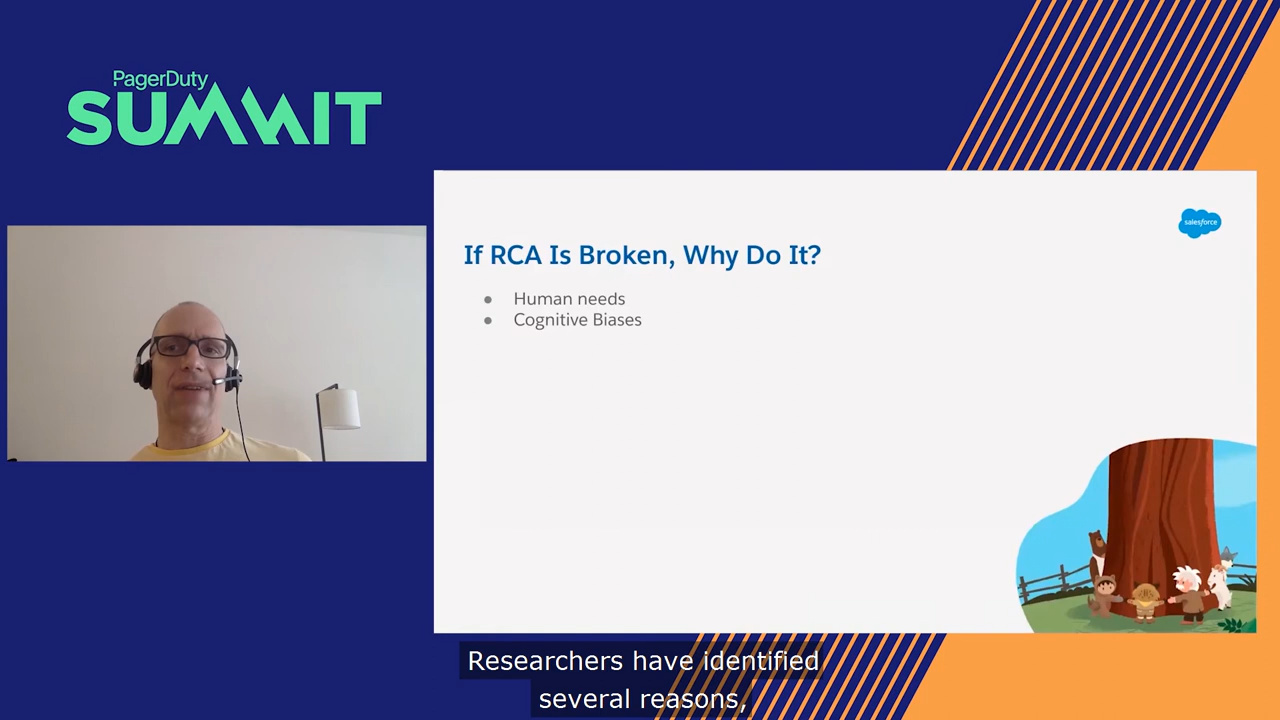 PagerDuty
SUMMIT
salesforce
If RCA Is Broken, Why Do It?
● Human needs
● Cognitive Biases
Researchers have identified
several reasons,